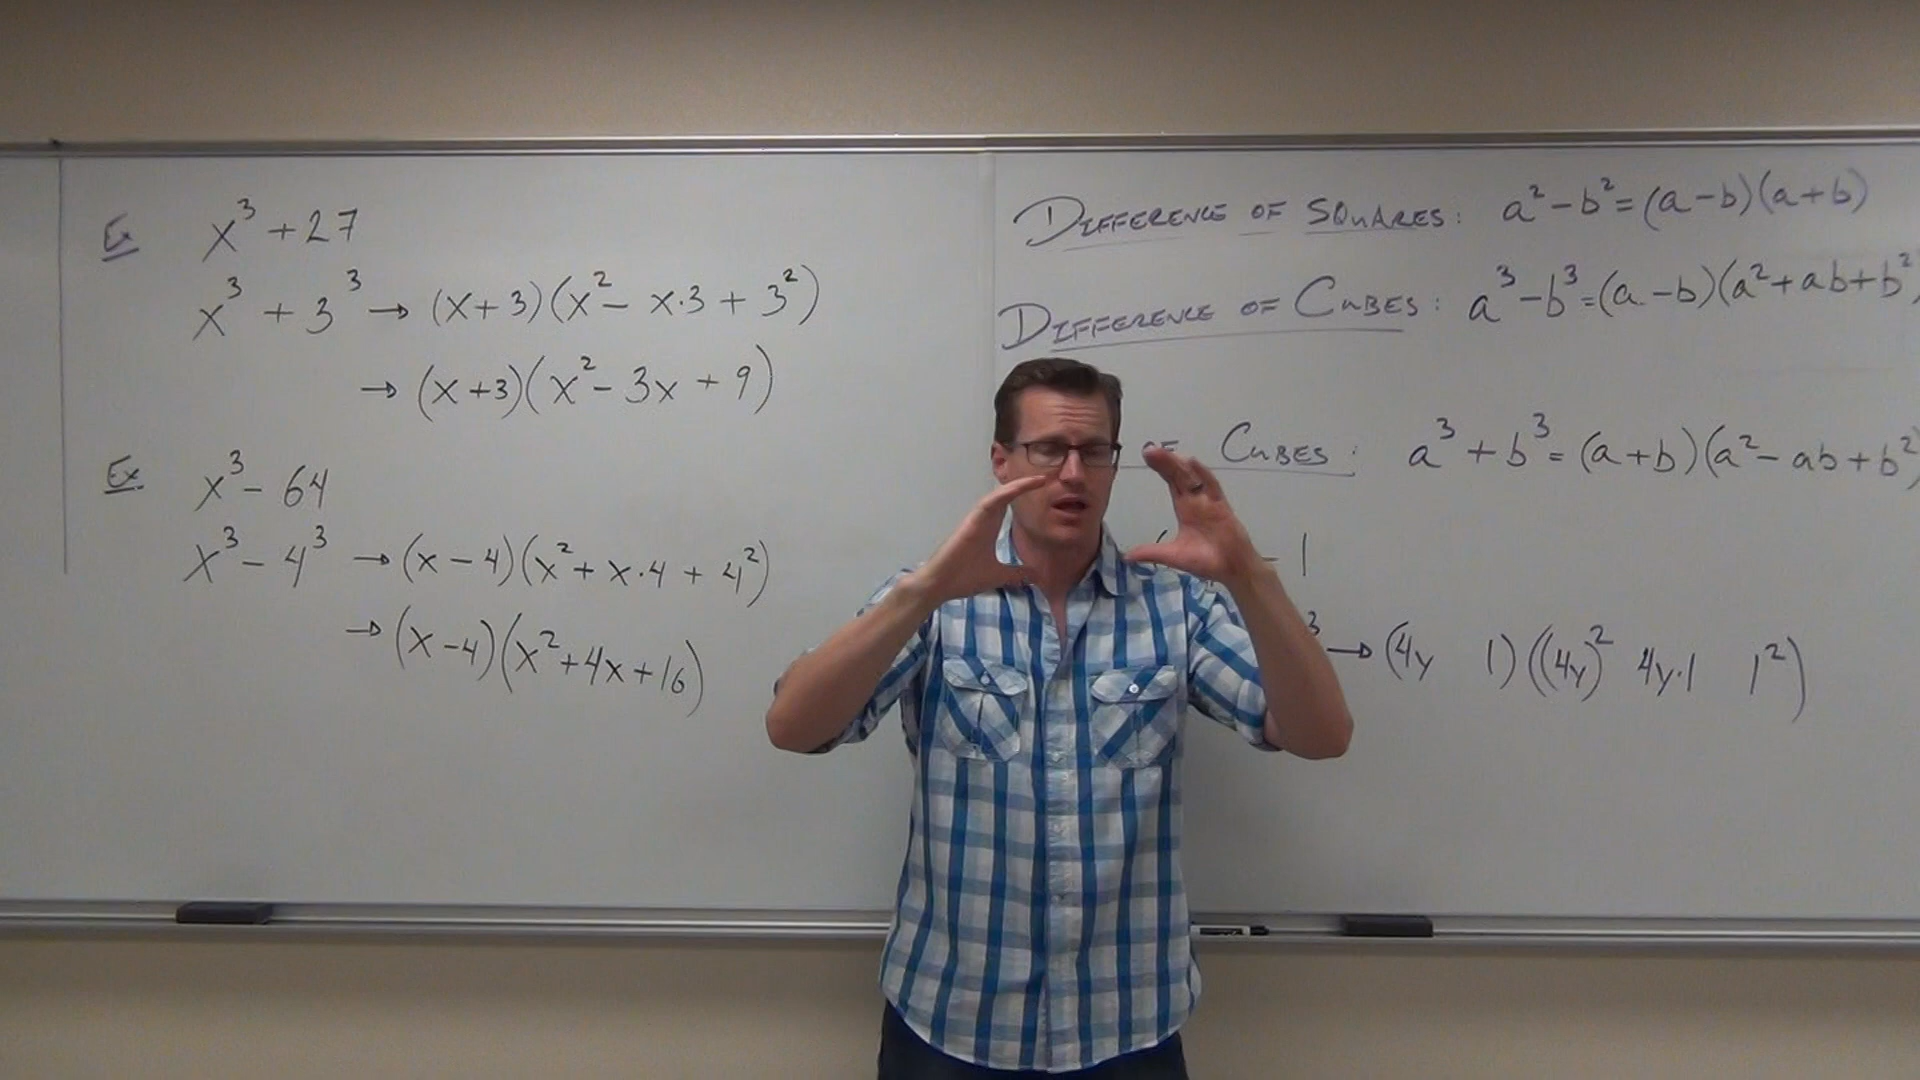 Ex x³ + 27
x³ + 3³ → (x + 3)(x² - x·3 + 3²)
→ (x + 3)(x² - 3x + 9)
Ex. x³ - 64
x³ - 4³ → (x - 4)(x² + x·4 + 4²)
→ (x - 4)(x² + 4x + 16)
DIFFERENCE OF SQUARES: a² - b² = (a - b)(a + b)
DIFFERENCE OF CUBES: a³ - b³ = (a - b)(a² + ab + b²)
OF CUBES: a³ + b³ = (a + b)(a² - ab + b²)
- 1
³ → (4y 1)((4y)² 4y·1 1²)